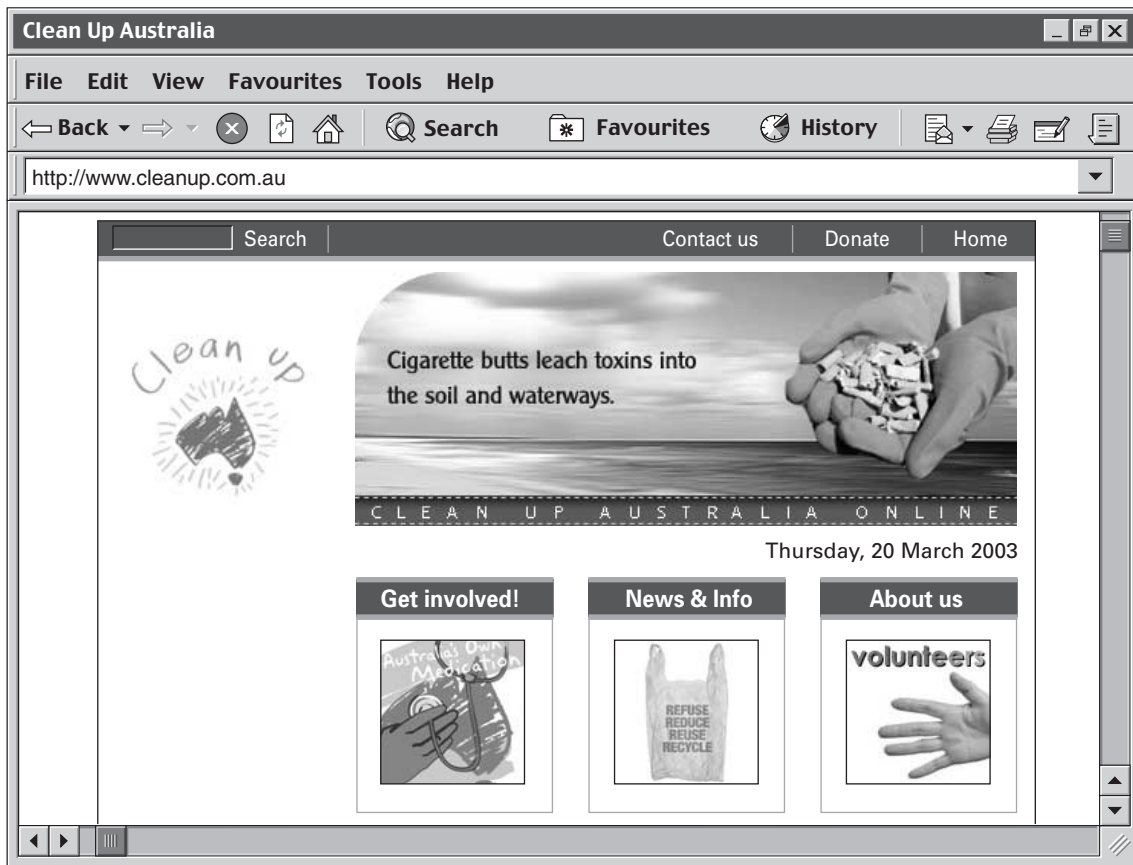 Clean Up Australia
File Edit View Favourites Tools Help
Back Search Favourites History
http://www.cleanup.com.au
Search Contact us Donate Home
Clean up
Cigarette butts leach toxins into
the soil and waterways.
CLEAN UP AUSTRALIA ONLINE
Thursday, 20 March 2003
Get involved! News & Info About us
Australia's Own
Medication
volunteers
REFUSE
REDUCE
REUSE
RECYCLE